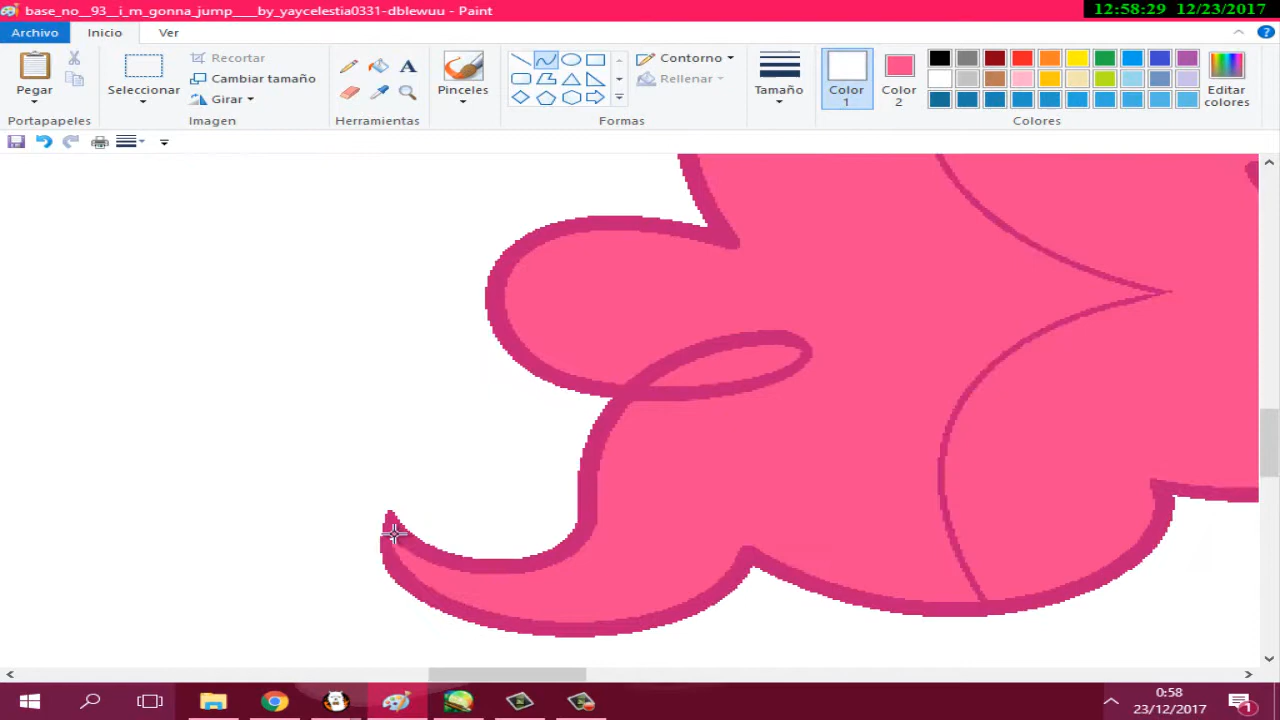 base_no__93__i_m_gonna_jump____by_yaycelestia0331-dblewuu - Paint
12:58:29 12/23/2017
Archivo Inicio Ver
Pegar
Portapapeles
Seleccionar
Recortar
Cambiar tamaño
Girar
Imagen
A
Herramientas
Pinceles
Contorno
Rellenar
Formas
Tamaño
Color 1
Color 2
Editar colores
Colores
0:58
23/12/2017
1